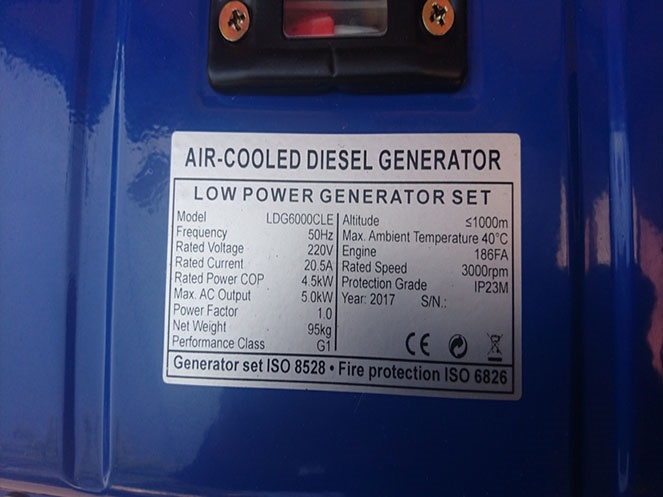 AIR-COOLED DIESEL GENERATOR
LOW POWER GENERATOR SET
Model LDG6000CLE
Frequency 50Hz
Rated Voltage 220V
Rated Current 20.5A
Rated Power COP 4.5kW
Max. AC Output 5.0kW
Power Factor 1.0
Net Weight 95kg
Performance Class G1
Altitude ≤1000m
Max. Ambient Temperature 40°C
Engine 186FA
Rated Speed 3000rpm
Protection Grade IP23M
Year: 2017 S/N.:
CE
Generator set ISO 8528 • Fire protection ISO 6826